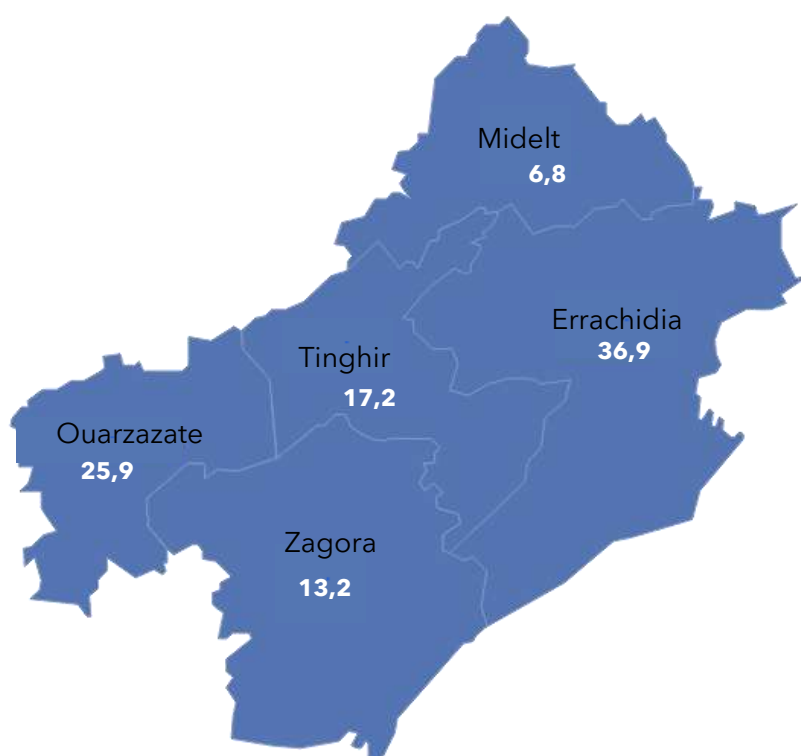 Midelt
6,8
Errachidia
36,9
Tinghir
17,2
Ouarzazate
25,9
Zagora
13,2